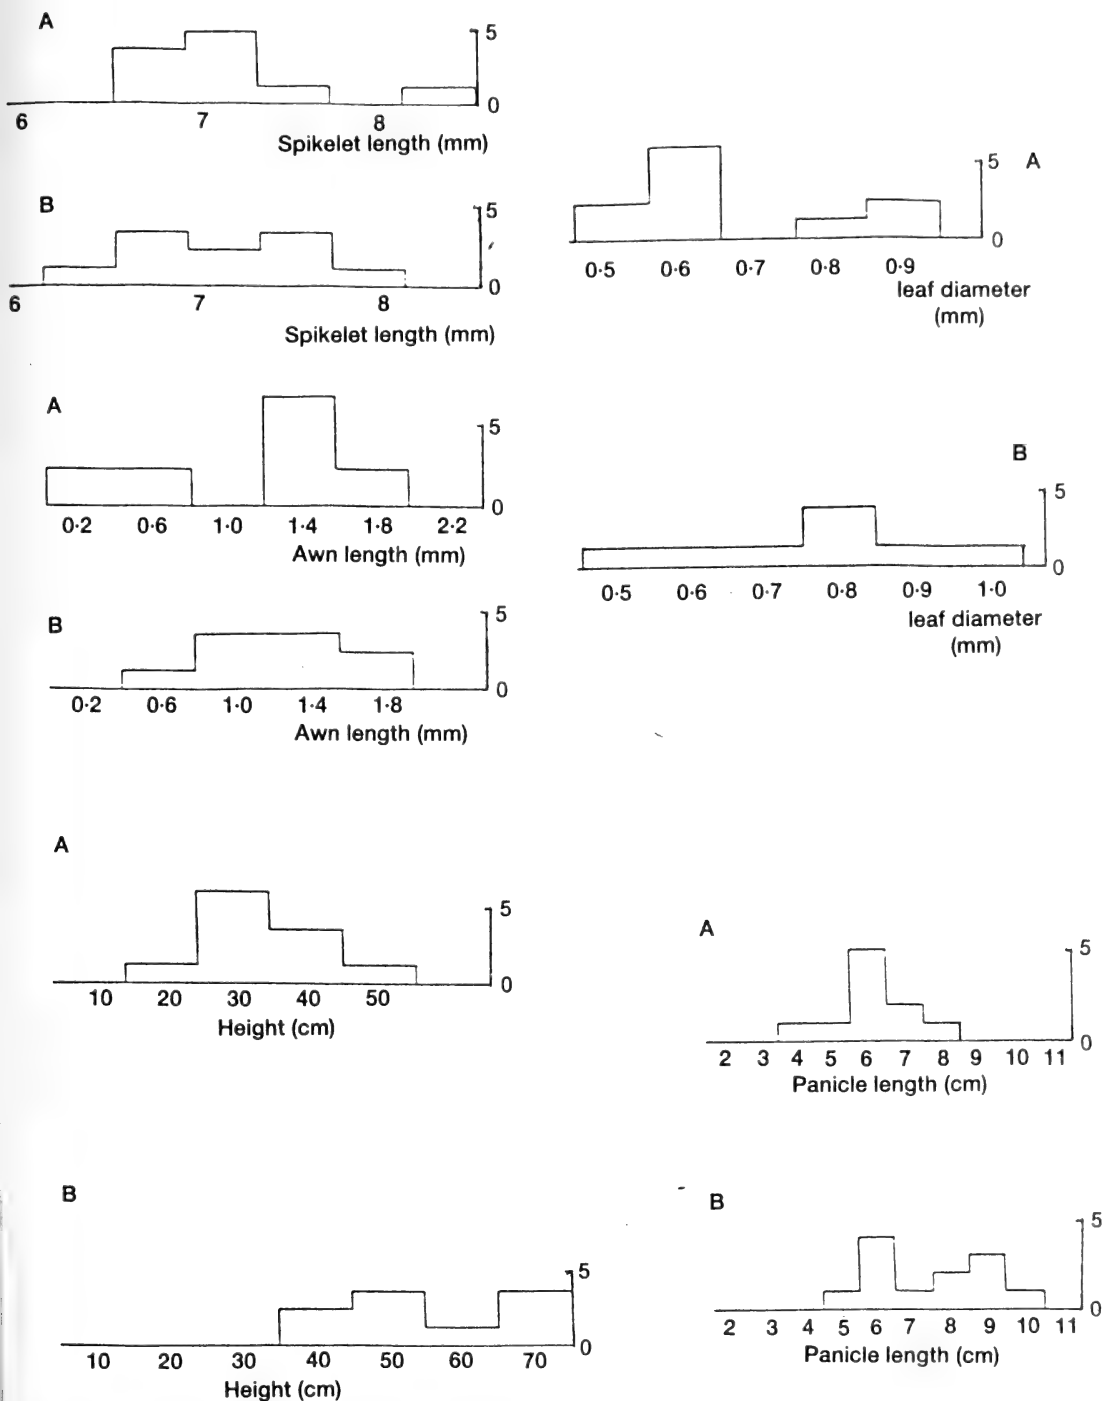 A
5
0
6 7 8
Spikelet length (mm)
B
5
0
6 7 8
Spikelet length (mm)
A
5
0
0·2 0·6 1·0 1·4 1·8 2·2
Awn length (mm)
B
5
0
0·2 0·6 1·0 1·4 1·8
Awn length (mm)
A
5
0
10 20 30 40 50
Height (cm)
B
5
0
10 20 30 40 50 60 70
Height (cm)
5 A
0
0·5 0·6 0·7 0·8 0·9
leaf diameter
(mm)
B
5
0
0·5 0·6 0·7 0·8 0·9 1·0
leaf diameter
(mm)
A
5
0
2 3 4 5 6 7 8 9 10 11
Panicle length (cm)
B
5
0
2 3 4 5 6 7 8 9 10 11
Panicle length (cm)